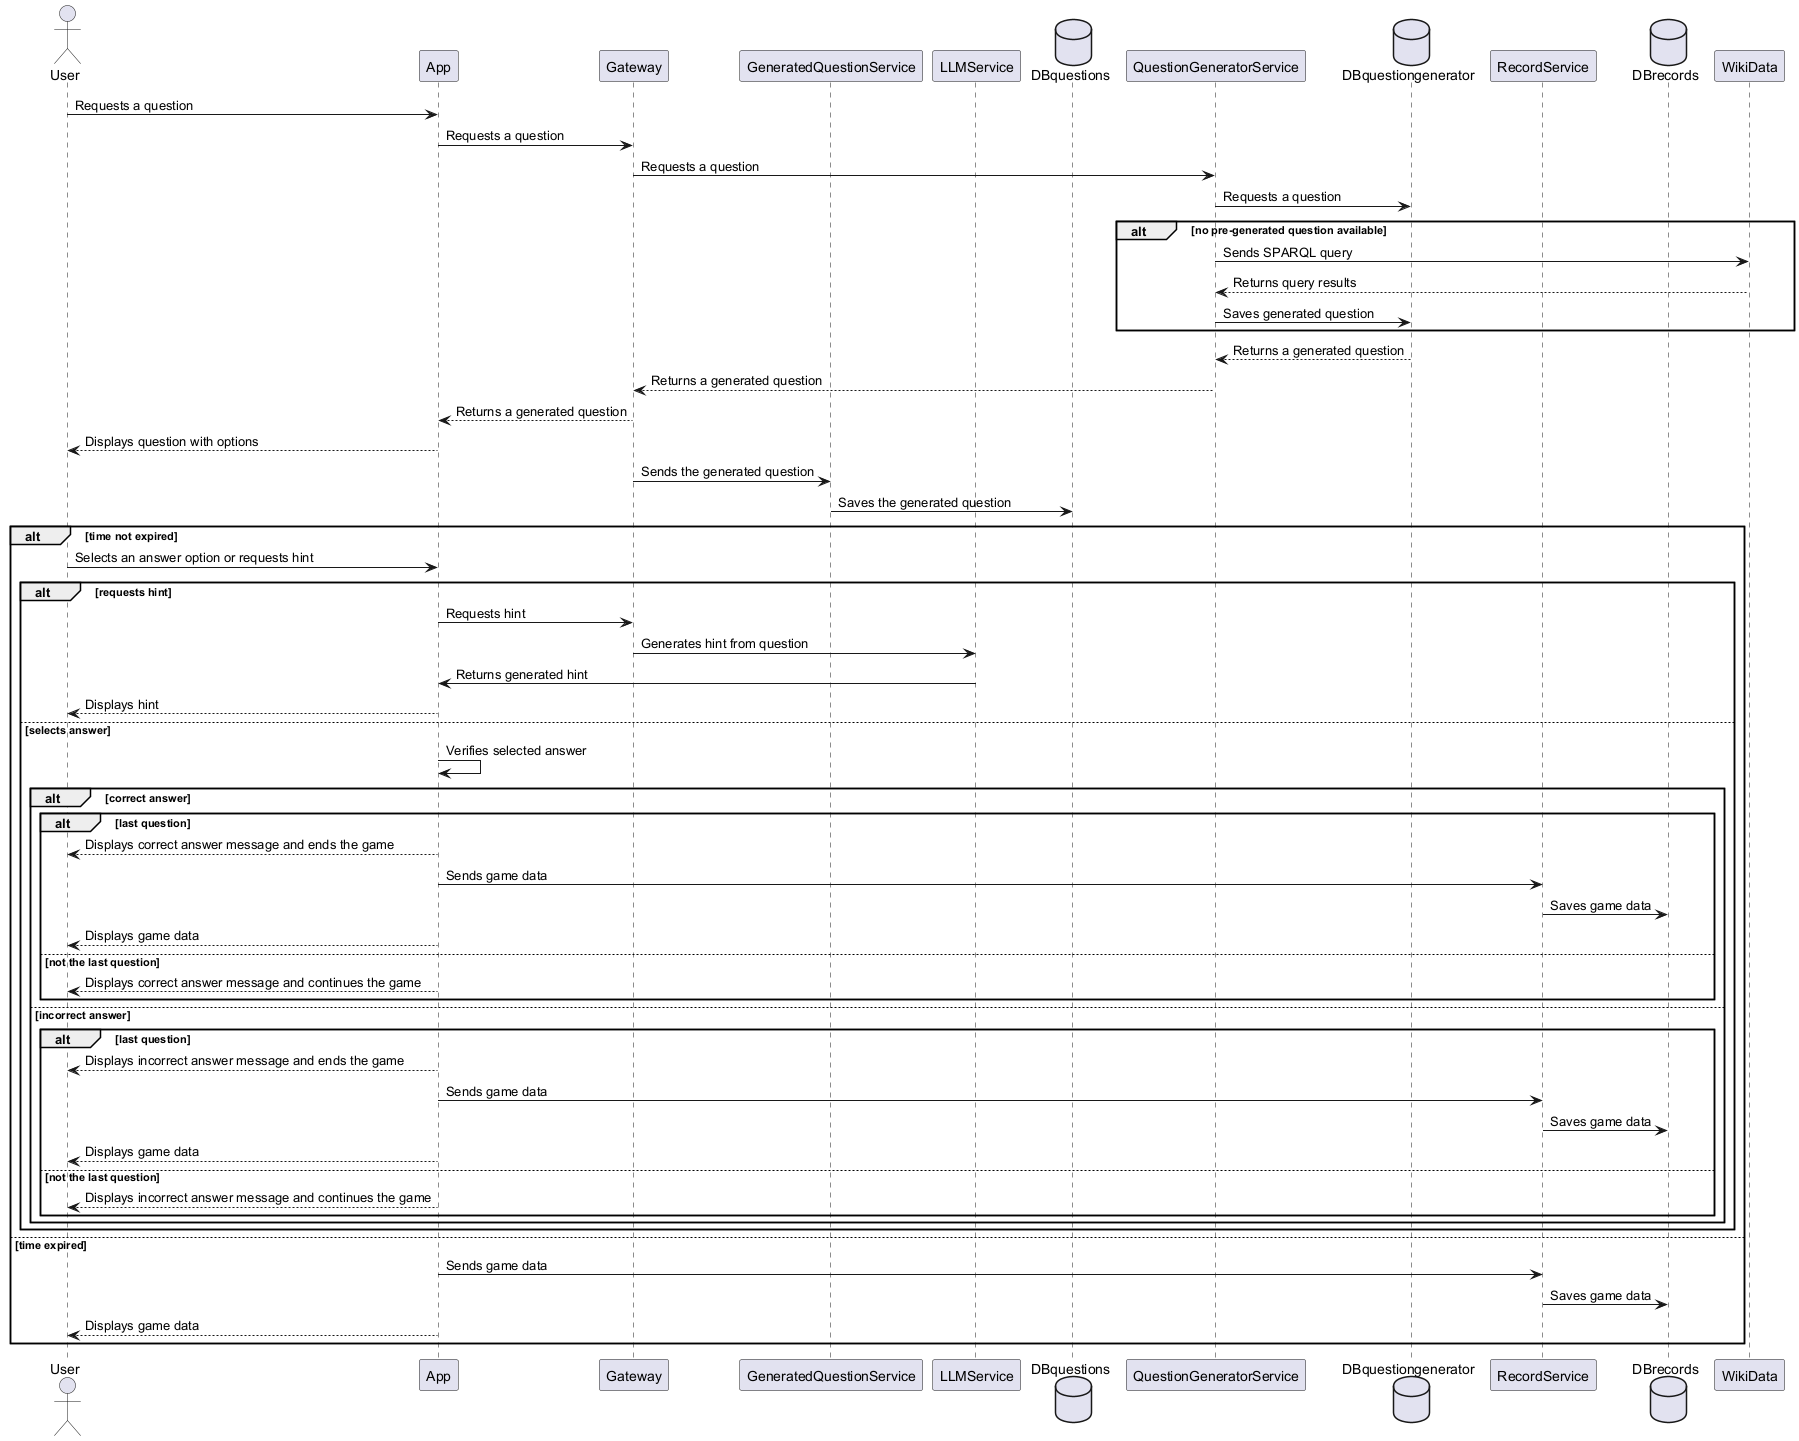 User
App
Gateway
GeneratedQuestionService
LLMService
DBquestions
QuestionGeneratorService
DBquestiongenerator
RecordService
DBrecords
WikiData
Requests a question
Requests a question
Requests a question
Requests a question
alt [no pre-generated question available]
Sends SPARQL query
Returns query results
Saves generated question
Returns a generated question
Returns a generated question
Returns a generated question
Displays question with options
Sends the generated question
Saves the generated question
alt [time not expired]
Selects an answer option or requests hint
alt [requests hint]
Requests hint
Generates hint from question
Returns generated hint
Displays hint
[selects answer]
Verifies selected answer
alt [correct answer]
alt [last question]
Displays correct answer message and ends the game
Sends game data
Saves game data
Displays game data
[not the last question]
Displays correct answer message and continues the game
[incorrect answer]
alt [last question]
Displays incorrect answer message and ends the game
Sends game data
Saves game data
Displays game data
[not the last question]
Displays incorrect answer message and continues the game
[time expired]
Sends game data
Saves game data
Displays game data
User
App
Gateway
GeneratedQuestionService
LLMService
DBquestions
QuestionGeneratorService
DBquestiongenerator
RecordService
DBrecords
WikiData